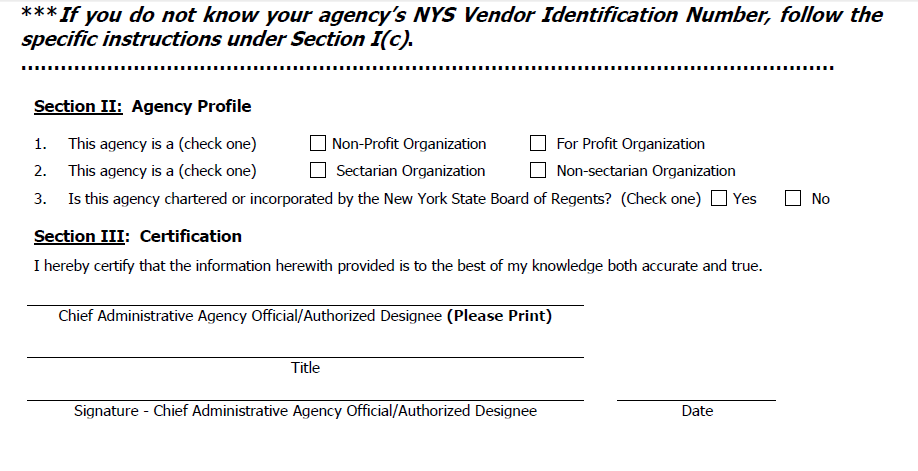 ***If you do not know your agency's NYS Vendor Identification Number, follow the
specific instructions under Section I(c).
Section II: Agency Profile
1. This agency is a (check one) Non-Profit Organization For Profit Organization
2. This agency is a (check one) Sectarian Organization Non-sectarian Organization
3. Is this agency chartered or incorporated by the New York State Board of Regents? (Check one) Yes No
Section III: Certification
I hereby certify that the information herewith provided is to the best of my knowledge both accurate and true.
Chief Administrative Agency Official/Authorized Designee (Please Print)
Title
Signature - Chief Administrative Agency Official/Authorized Designee Date